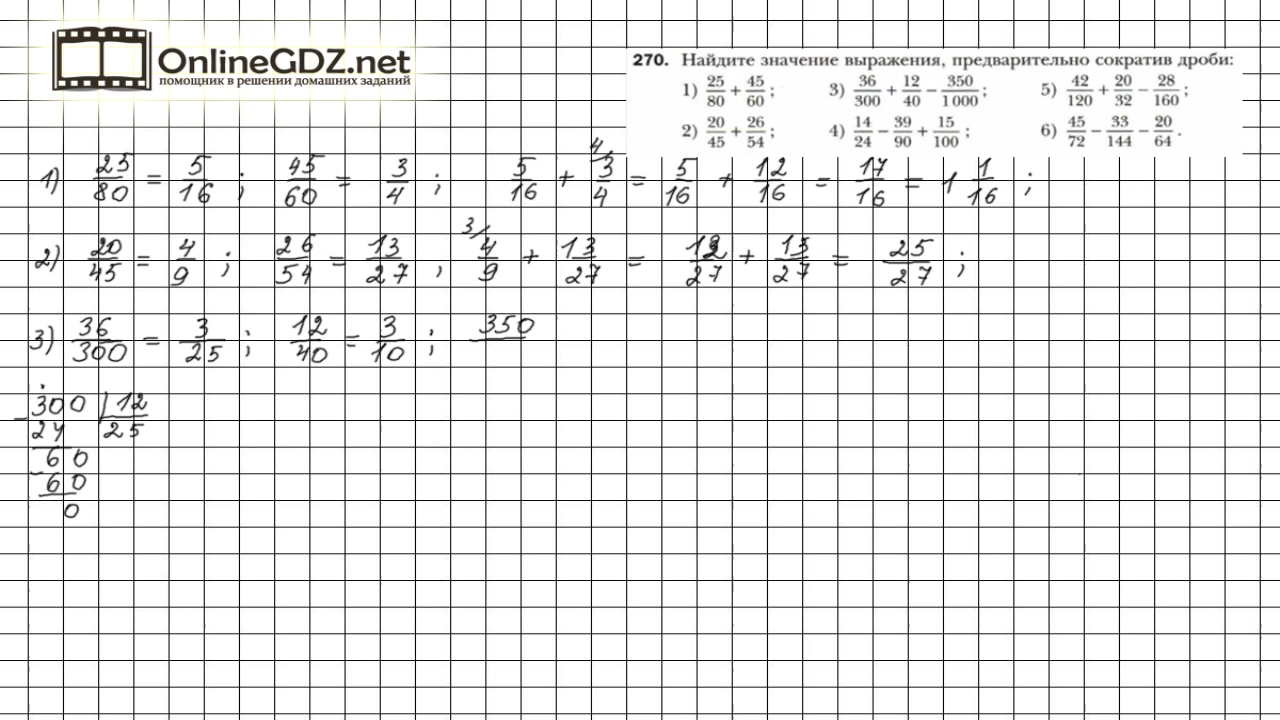 OnlineGDZ.net
помощник в решении домашних заданий
270. Найдите значение выражения, предварительно сократив дроби:
1) 25/80 + 45/60 ; 3) 36/300 + 12/40 − 350/1000 ; 5) 42/120 + 20/32 − 28/160 ;
2) 20/45 + 26/54 ; 4) 14/24 − 39/90 + 15/100 ; 6) 45/72 − 33/144 − 20/64 .
1) 25/80 = 5/16 ; 45/60 = 3/4 ; 5/16 + 4/ 3/4 = 5/16 + 12/16 = 17/16 = 1 1/16 ;
2) 20/45 = 4/9 ; 26/54 = 13/27 , 3/ 4/9 + 13/27 = 12/27 + 13/27 = 25/27 ;
3) 36/300 = 3/25 ; 12/40 = 3/10 ; 350
300 | 12
− 24 25
60
− 60
0